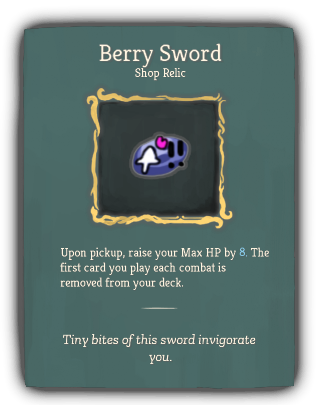 Berry Sword
Shop Relic
Upon pickup, raise your Max HP by 8. The
first card you play each combat is
removed from your deck.
Tiny bites of this sword invigorate
you.